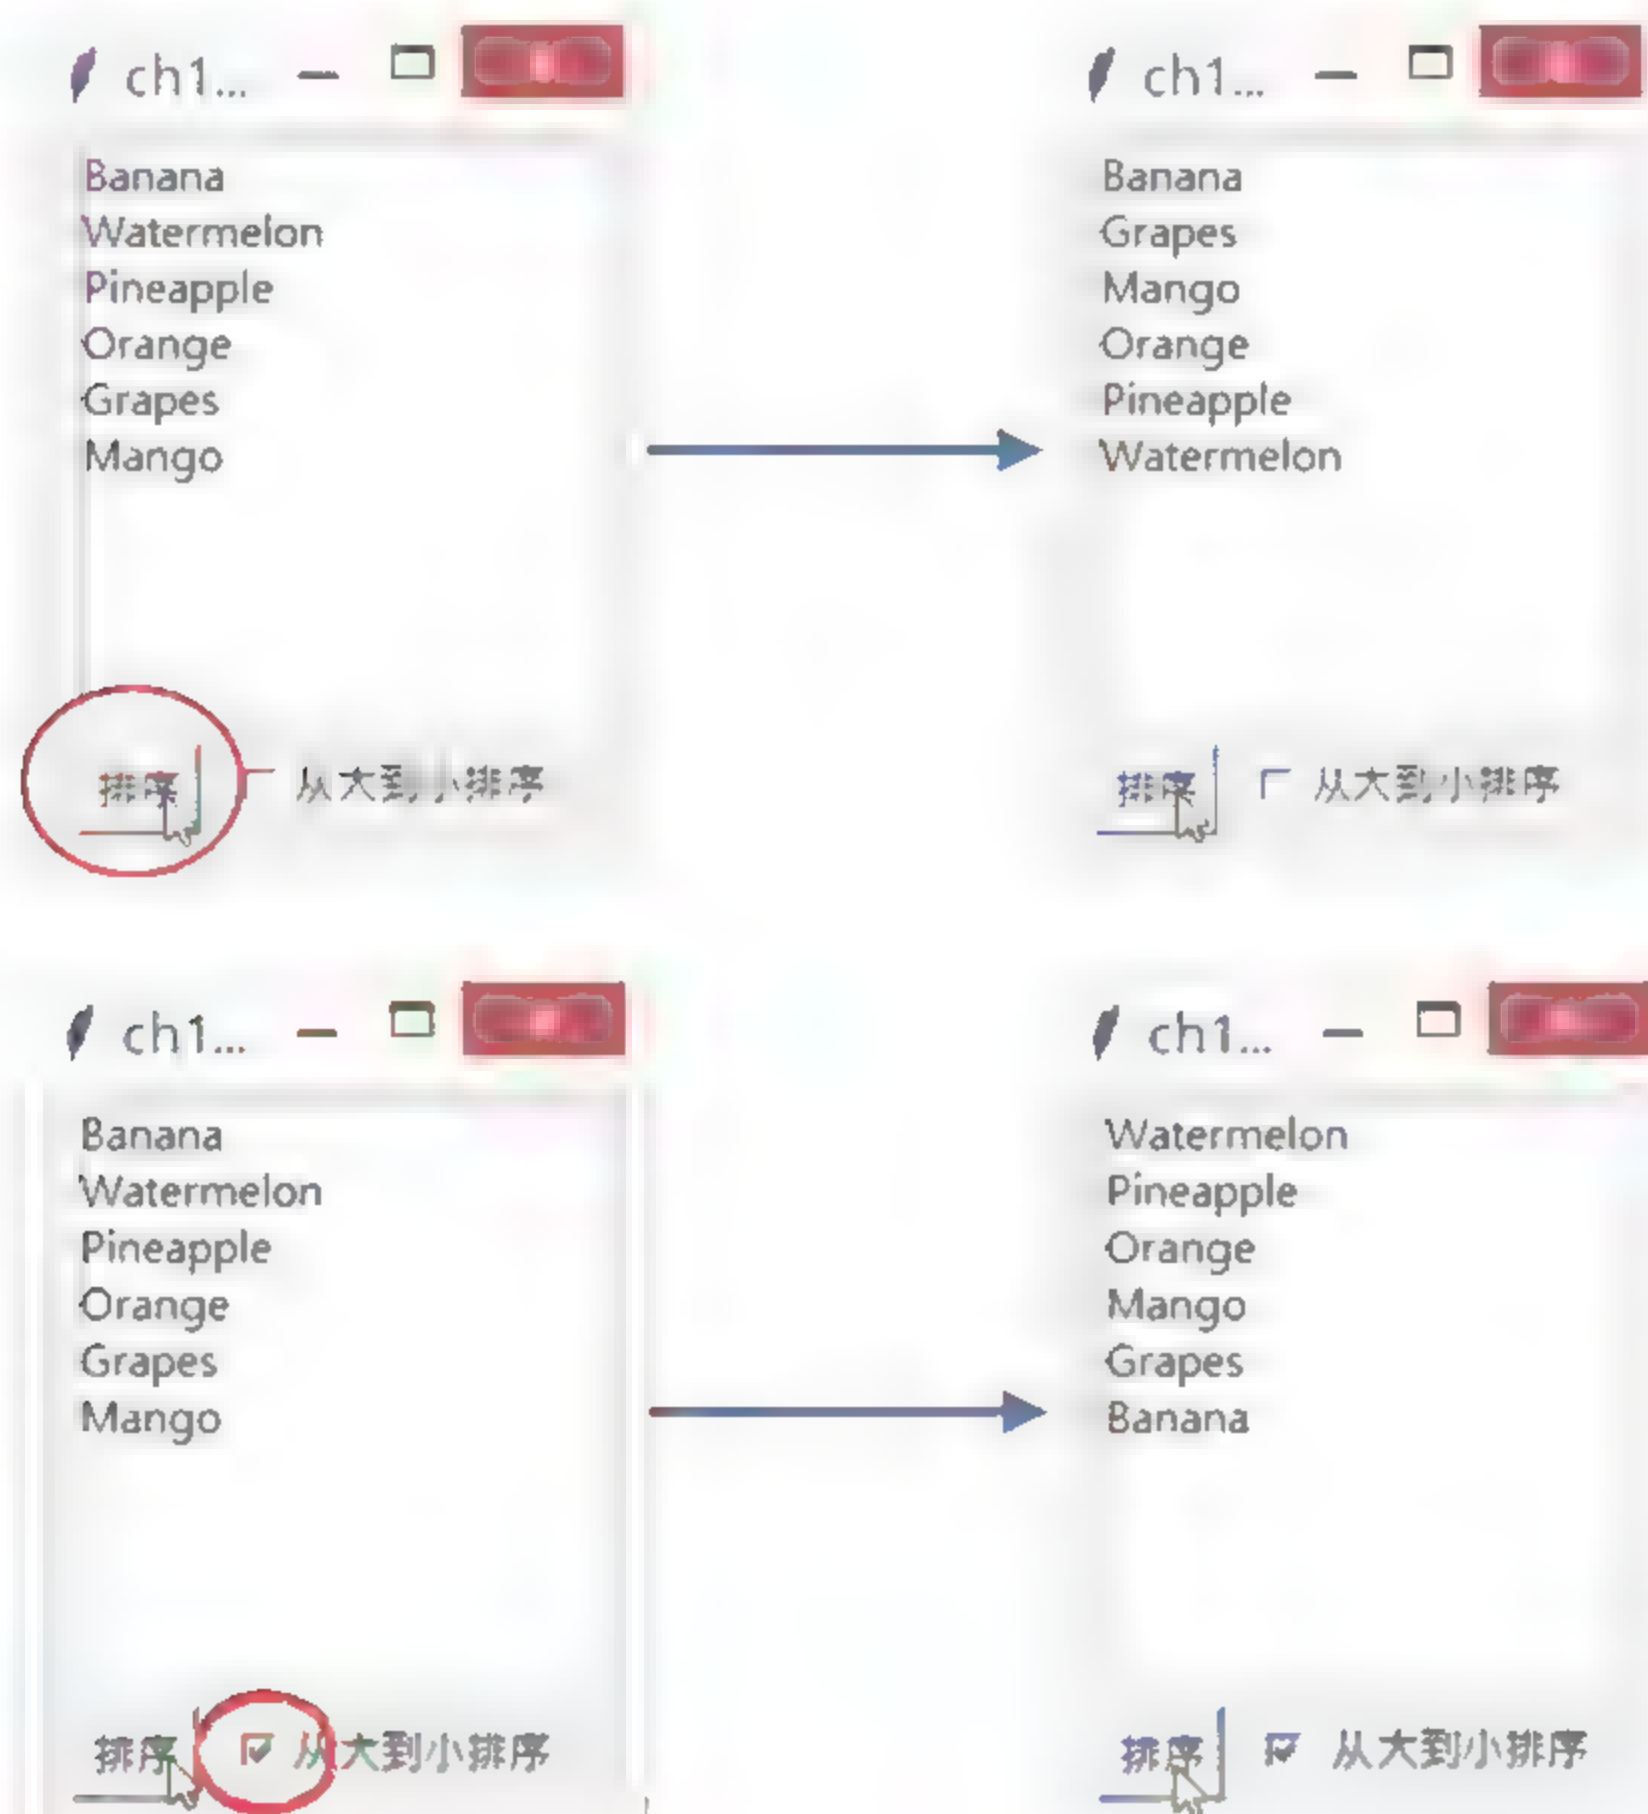 ch1...
Banana
Watermelon
Pineapple
Orange
Grapes
Mango
排序 从大到小排序
ch1...
Banana
Grapes
Mango
Orange
Pineapple
Watermelon
排序 从大到小排序
ch1...
Banana
Watermelon
Pineapple
Orange
Grapes
Mango
排序 从大到小排序
ch1...
Watermelon
Pineapple
Orange
Mango
Grapes
Banana
排序 从大到小排序